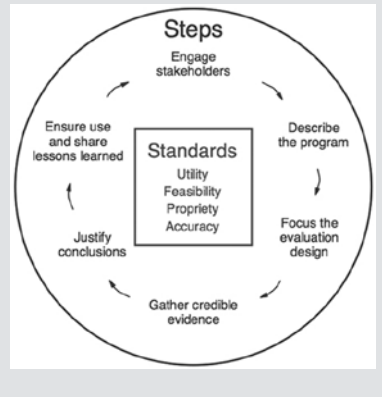 Steps
Engage
stakeholders
Describe
the program
Focus the
evaluation
design
Gather credible
evidence
Justify
conclusions
Ensure use
and share
lessons learned
Standards
Utility
Feasibility
Propriety
Accuracy